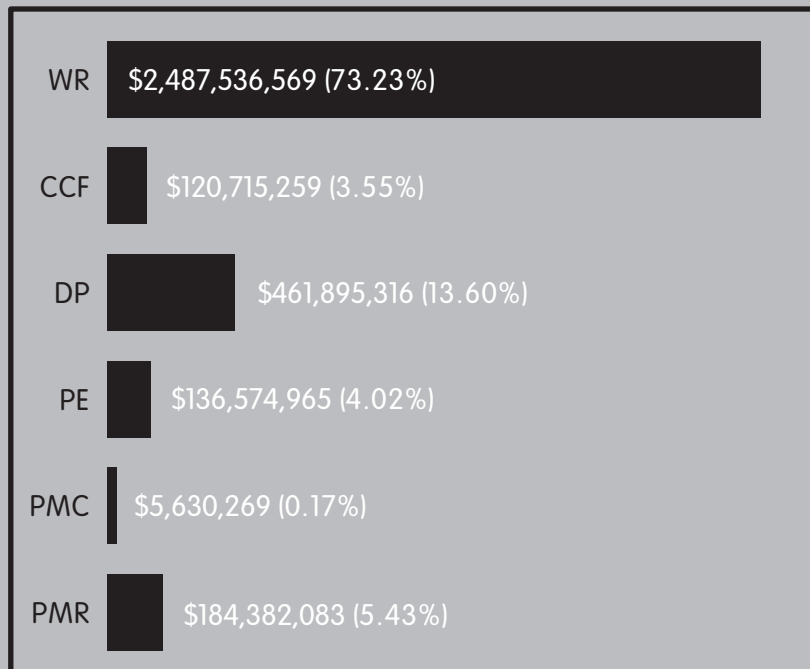 WR $2,487,536,569 (73.23%)
CCF $120,715,259 (3.55%)
DP $461,895,316 (13.60%)
PE $136,574,965 (4.02%)
PMC $5,630,269 (0.17%)
PMR $184,382,083 (5.43%)